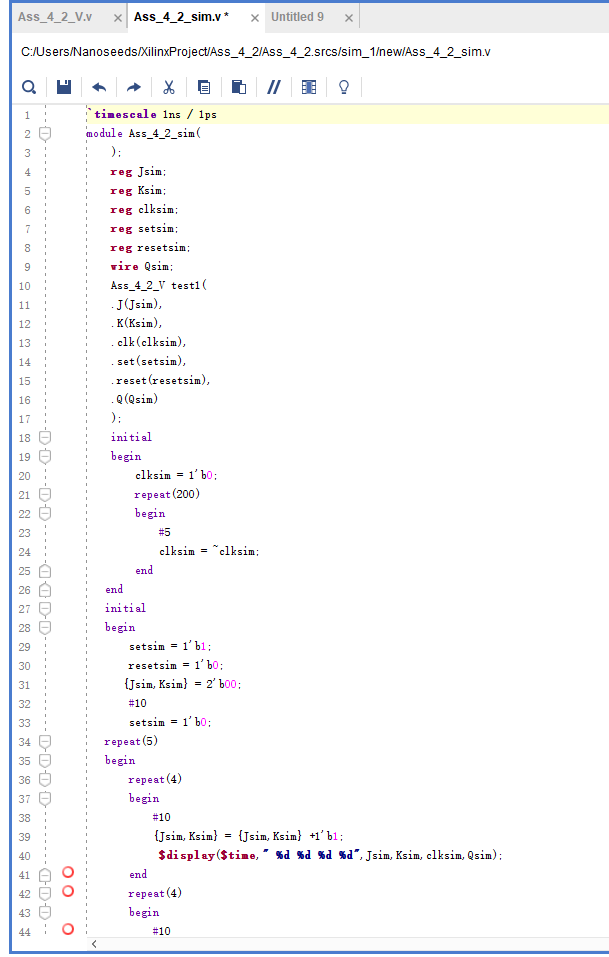 Ass_4_2_V.v × Ass_4_2_sim.v * × Untitled 9 ×
C:/Users/Nanoseeds/XilinxProject/Ass_4_2/Ass_4_2.srcs/sim_1/new/Ass_4_2_sim.v
1 `timescale 1ns / 1ps
2 module Ass_4_2_sim(
3 );
4 reg Jsim;
5 reg Ksim;
6 reg clksim;
7 reg setsim;
8 reg resetsim;
9 wire Qsim;
10 Ass_4_2_V test1(
11 .J(Jsim),
12 .K(Ksim),
13 .clk(clksim),
14 .set(setsim),
15 .reset(resetsim),
16 .Q(Qsim)
17 );
18 initial
19 begin
20 clksim = 1'b0;
21 repeat(200)
22 begin
23 #5
24 clksim = ~clksim;
25 end
26 end
27 initial
28 begin
29 setsim = 1'b1;
30 resetsim = 1'b0;
31 {Jsim,Ksim} = 2'b00;
32 #10
33 setsim = 1'b0;
34 repeat(5)
35 begin
36 repeat(4)
37 begin
38 #10
39 {Jsim,Ksim} = {Jsim,Ksim} +1'b1;
40 $display($time," %d %d %d %d",Jsim,Ksim,clksim,Qsim);
41 end
42 repeat(4)
43 begin
44 #10